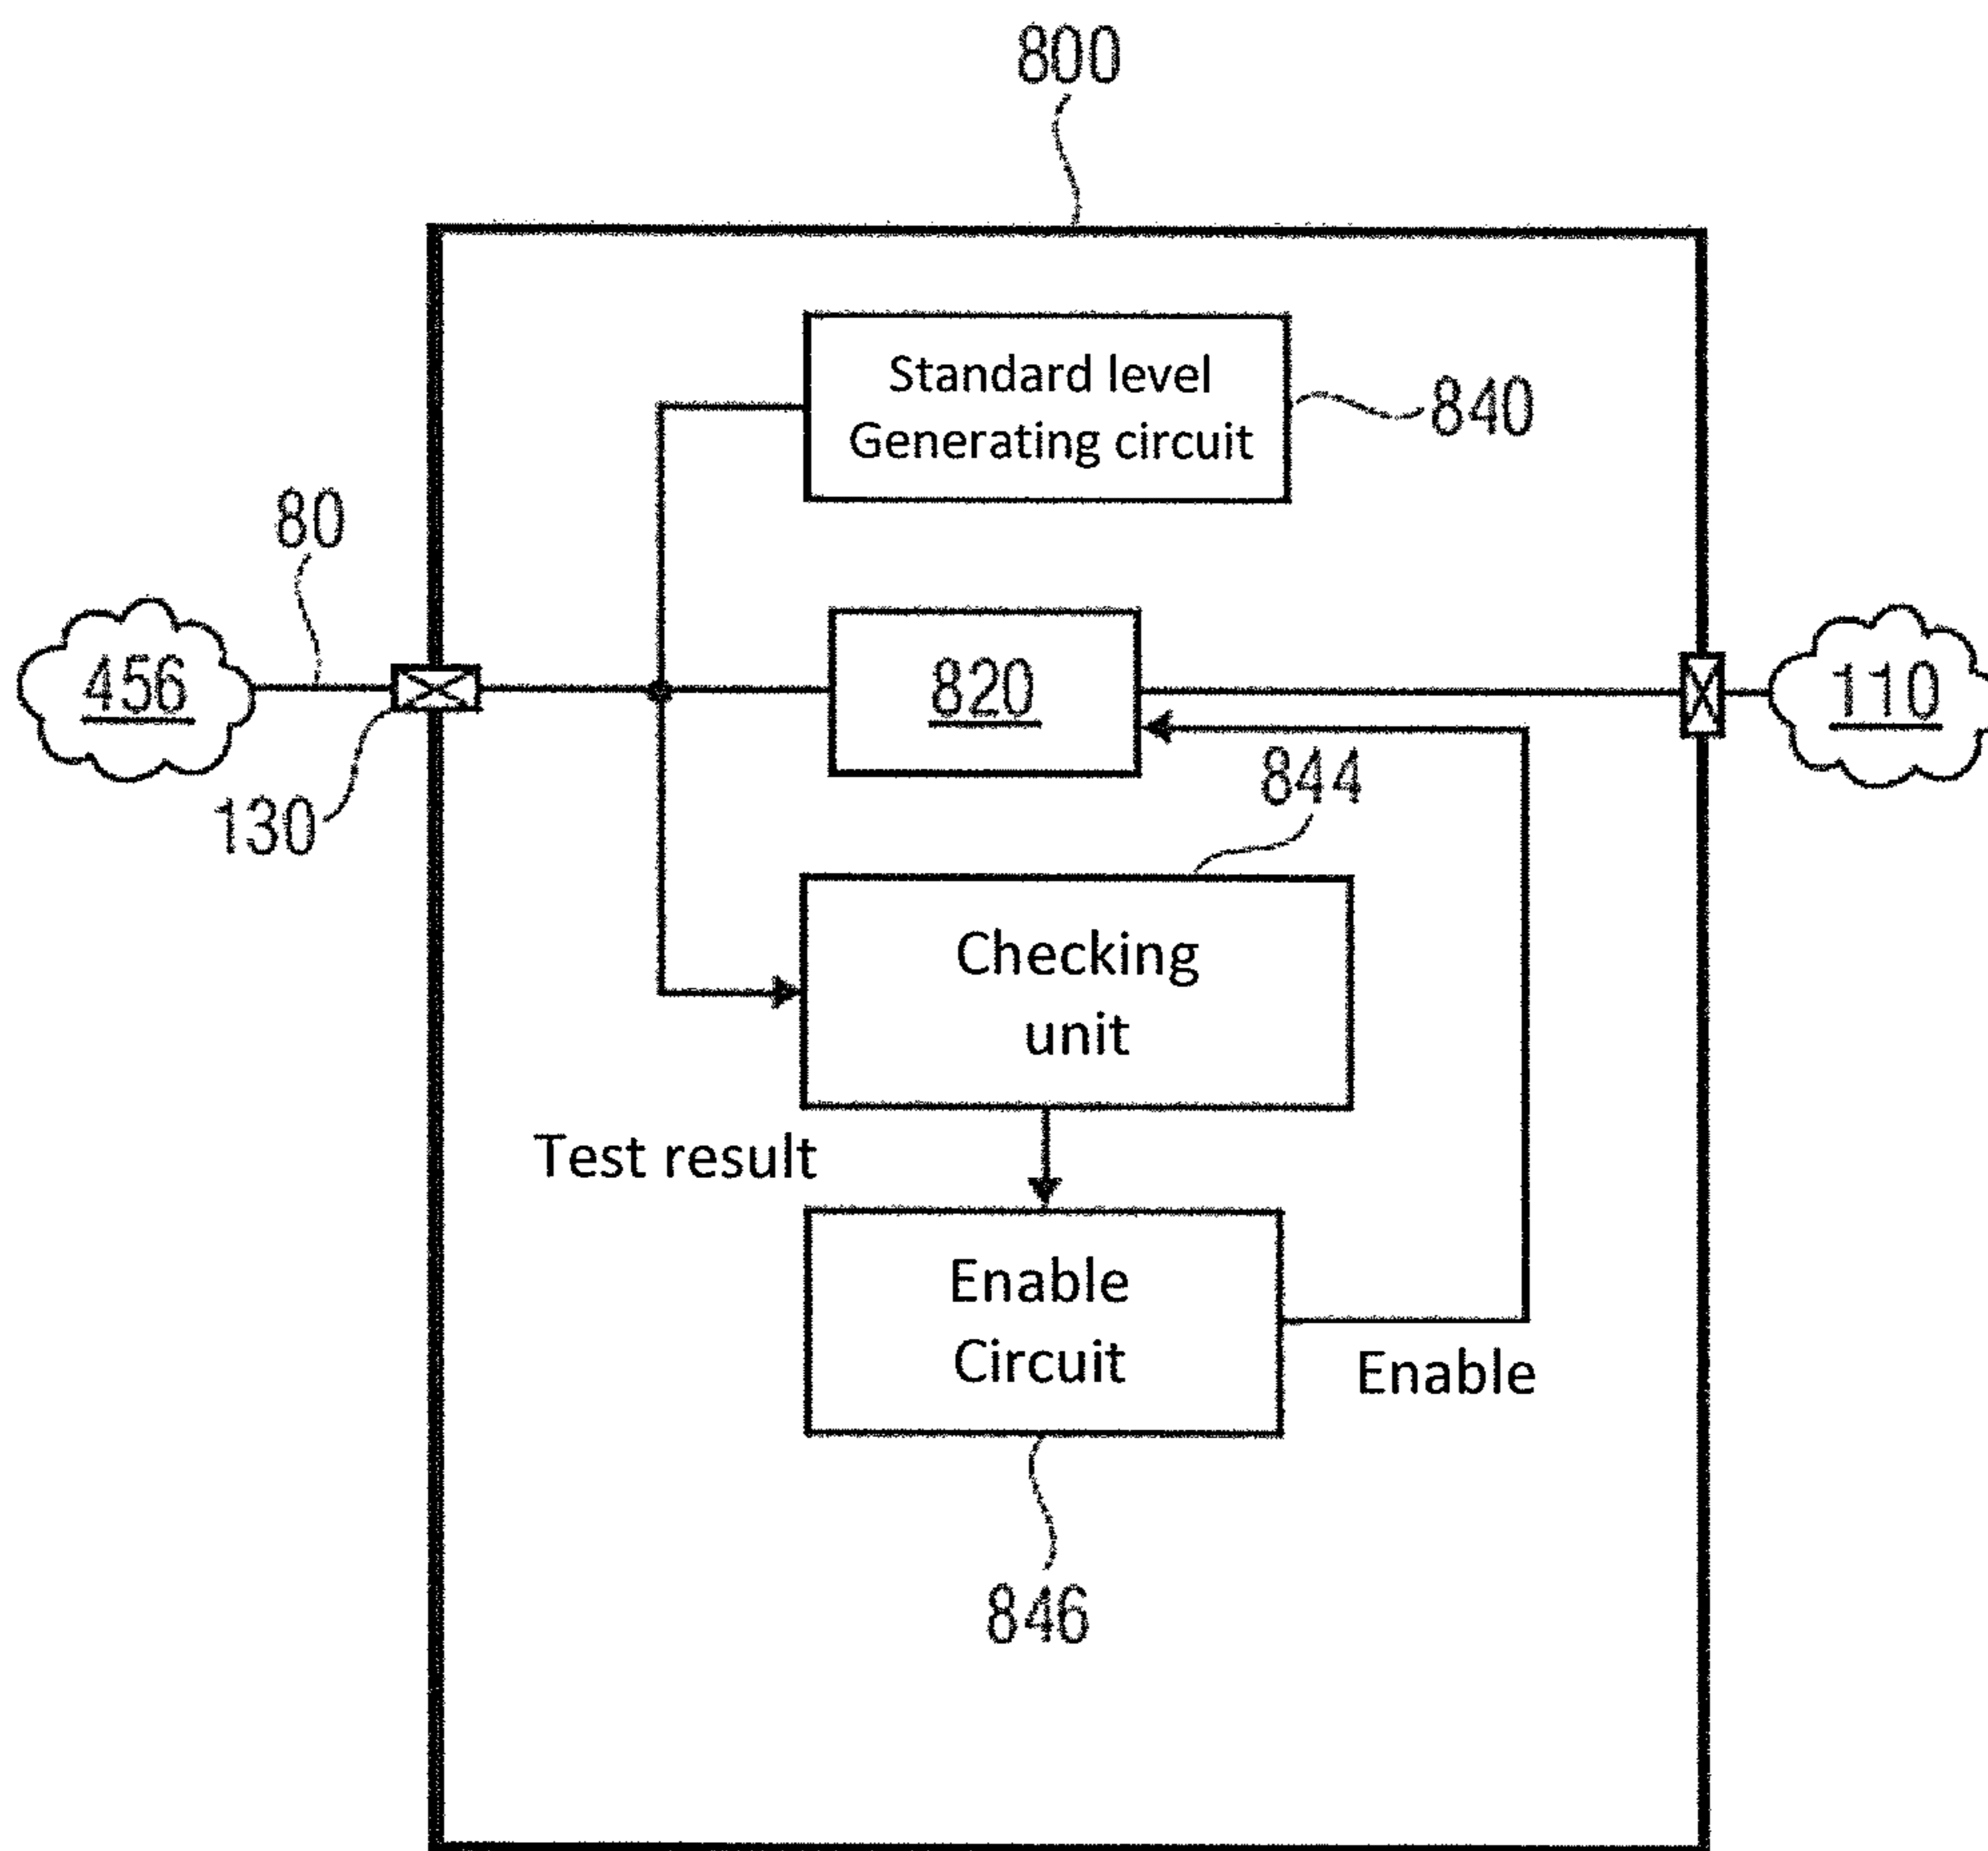 800
Standard level
Generating circuit
840
80
456
820
110
130
844
Checking
unit
Test result
Enable
Circuit
Enable
846